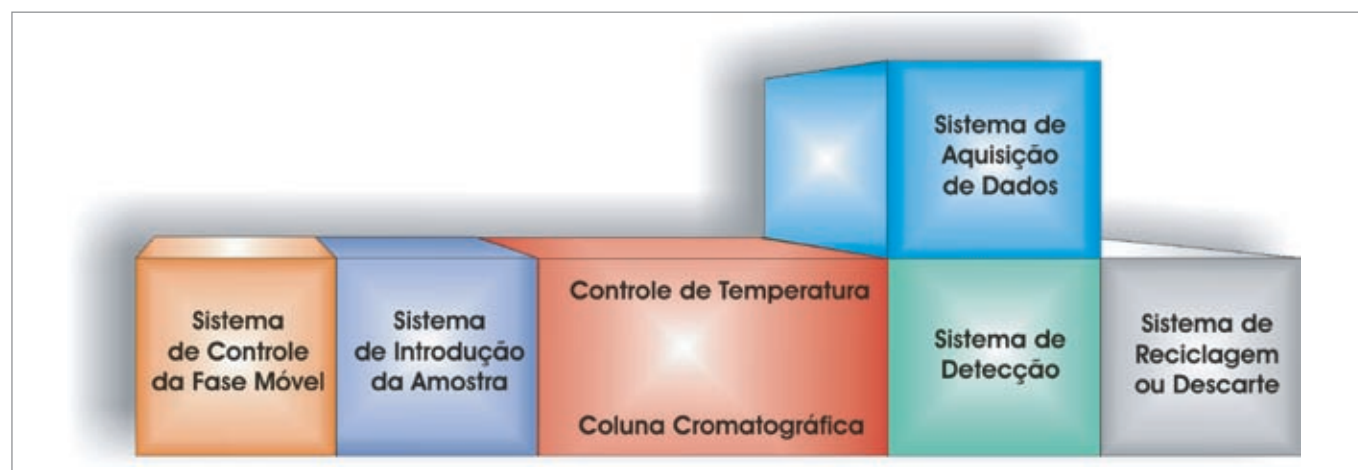 Sistema
de Controle
da Fase Móvel
Sistema
de Introdução
da Amostra
Controle de Temperatura
Coluna Cromatográfica
Sistema de
Aquisição
de Dados
Sistema de
Detecção
Sistema de
Reciclagem
ou Descarte